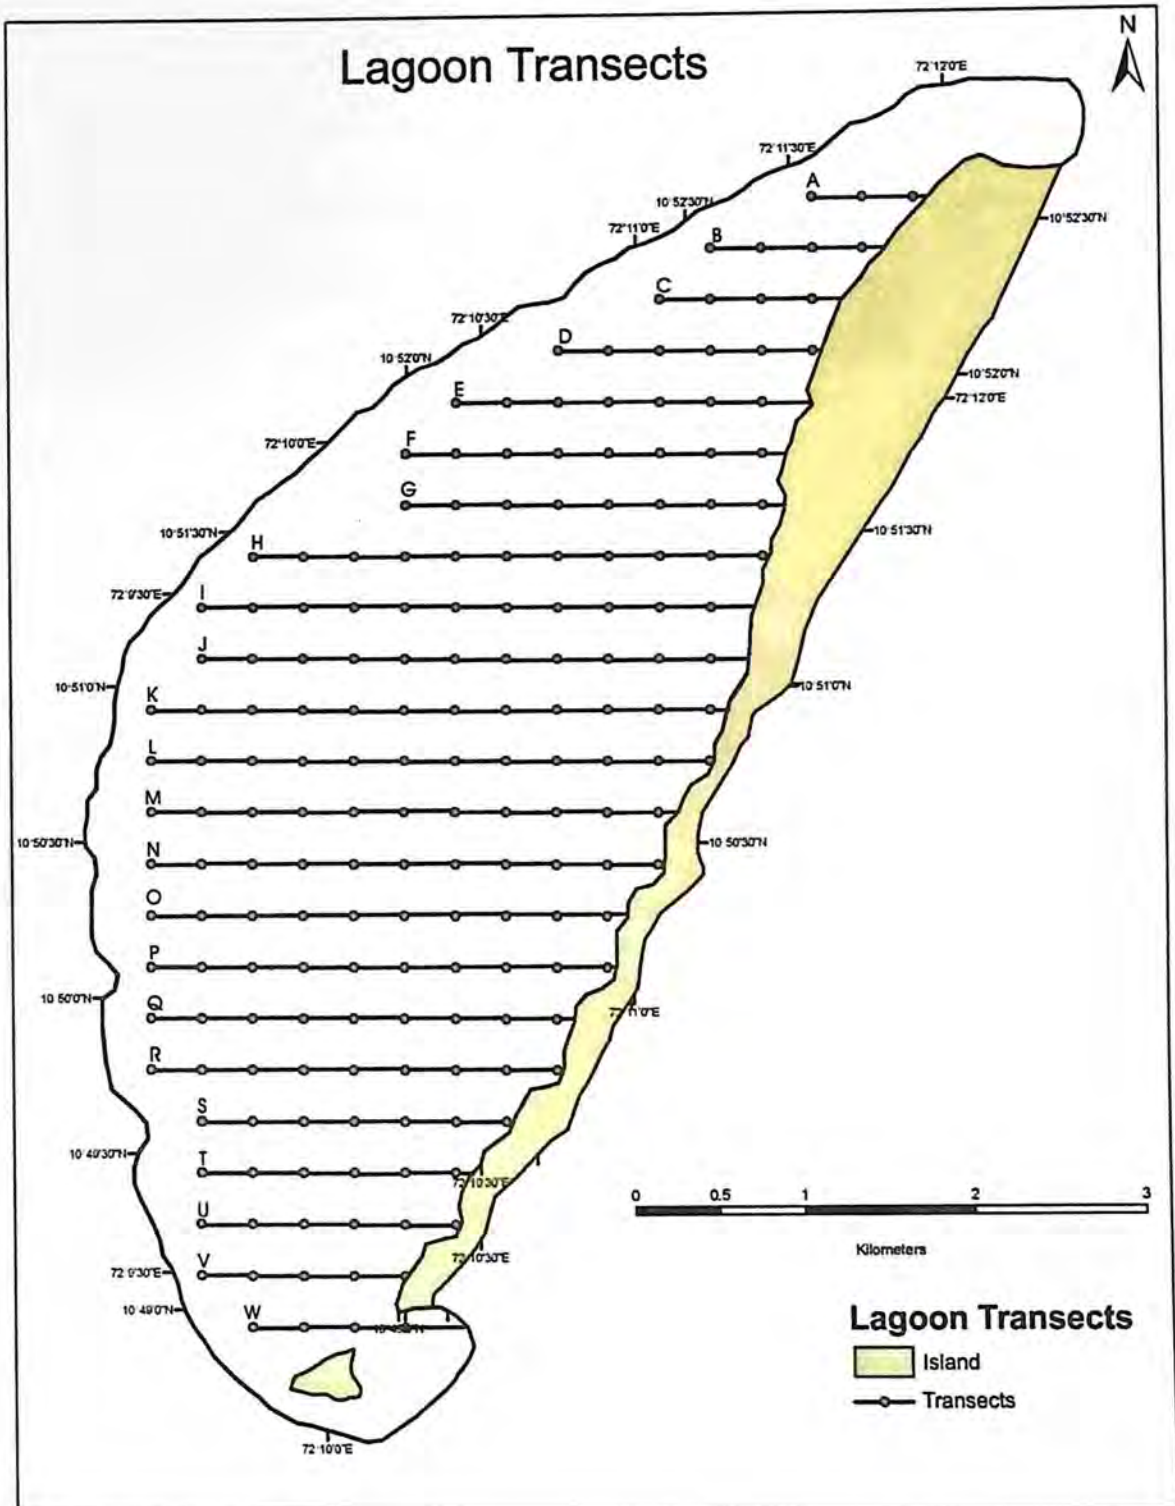 N
Lagoon Transects
72°12'0"E
72°11'30"E
A
10°52'30"N
10°52'30"N
72°11'0"E
B
C
72°10'30"E
D
10°52'0"N
10°52'0"N
72°12'0"E
E
72°10'0"E
F
G
10°51'30"N
10°51'30"N
H
72°9'30"E
I
J
10°51'0"N
10°51'0"N
K
L
M
10°50'30"N
10°50'30"N
N
O
P
10°50'0"N
Q
72°11'0"E
R
S
10°49'30"N
T
72°10'30"E
0 0.5 1 2 3
U
72°10'30"E
Kilometers
V
72°9'30"E
10°49'0"N
W
Lagoon Transects
Island
Transects
72°10'0"E